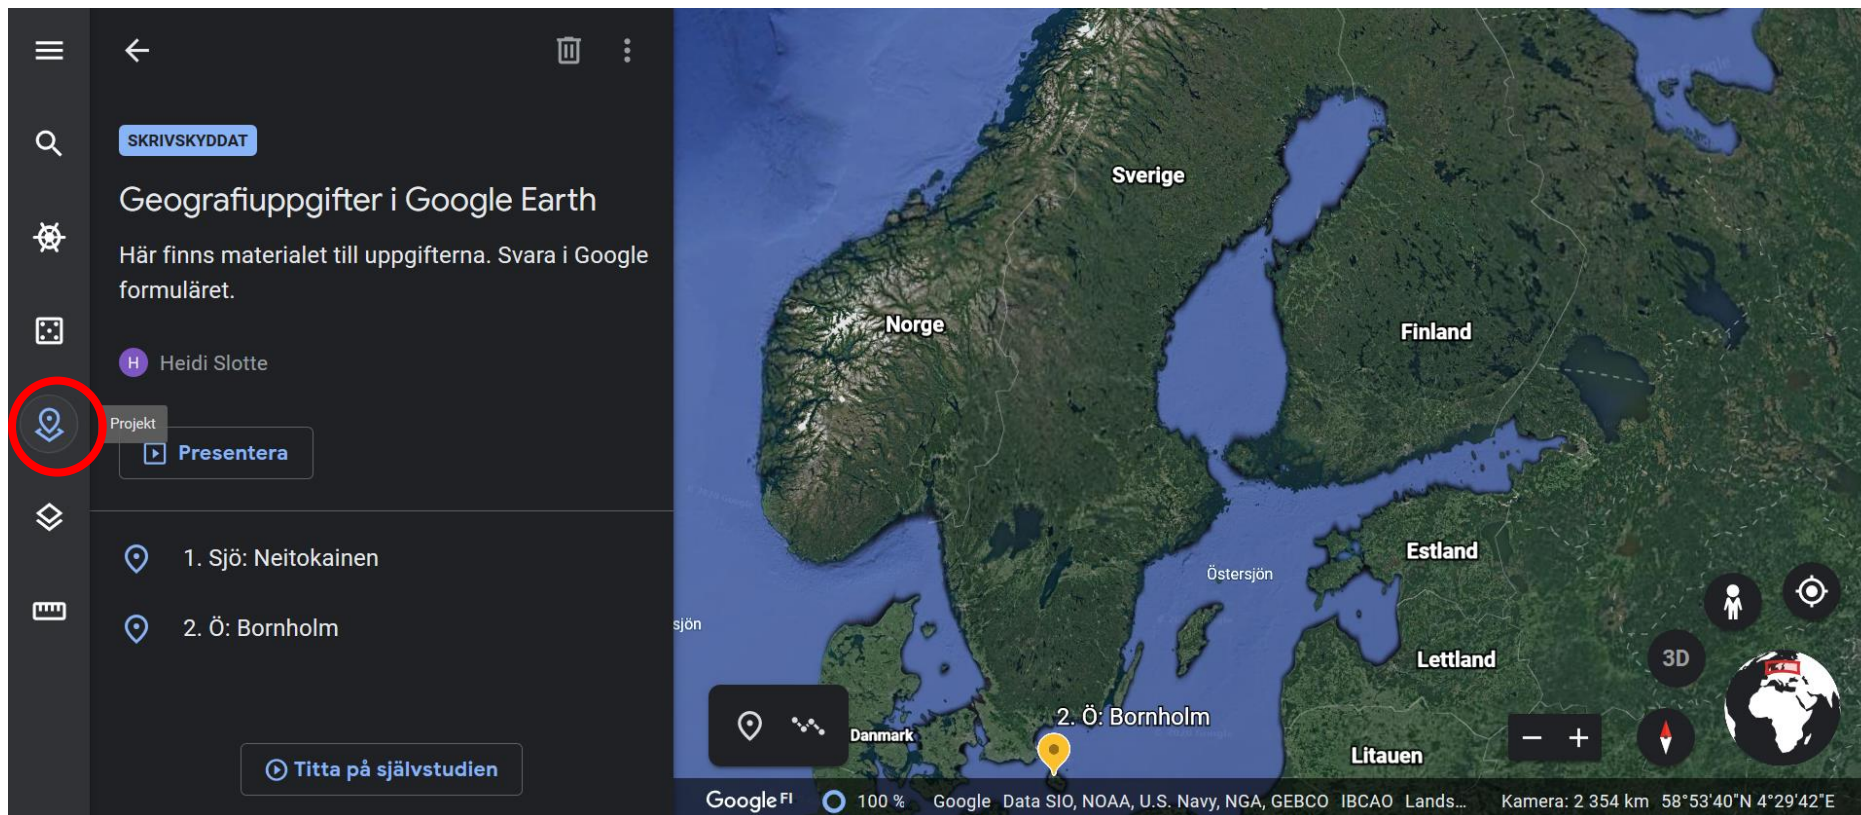 SKRIVSKYDDAT
Geografiuppgifter i Google Earth
Här finns materialet till uppgifterna. Svara i Google
formuläret.
H Heidi Slotte
Projekt
Presentera
1. Sjö: Neitokainen
2. Ö: Bornholm
Titta på självstudien
Sverige
Norge
Finland
Estland
Östersjön
sjön
Lettland
3D
2. Ö: Bornholm
Danmark
Litauen
Google FI 100 % Google Data SIO, NOAA, U.S. Navy, NGA, GEBCO IBCAO Lands... Kamera: 2 354 km 58°53'40"N 4°29'42"E